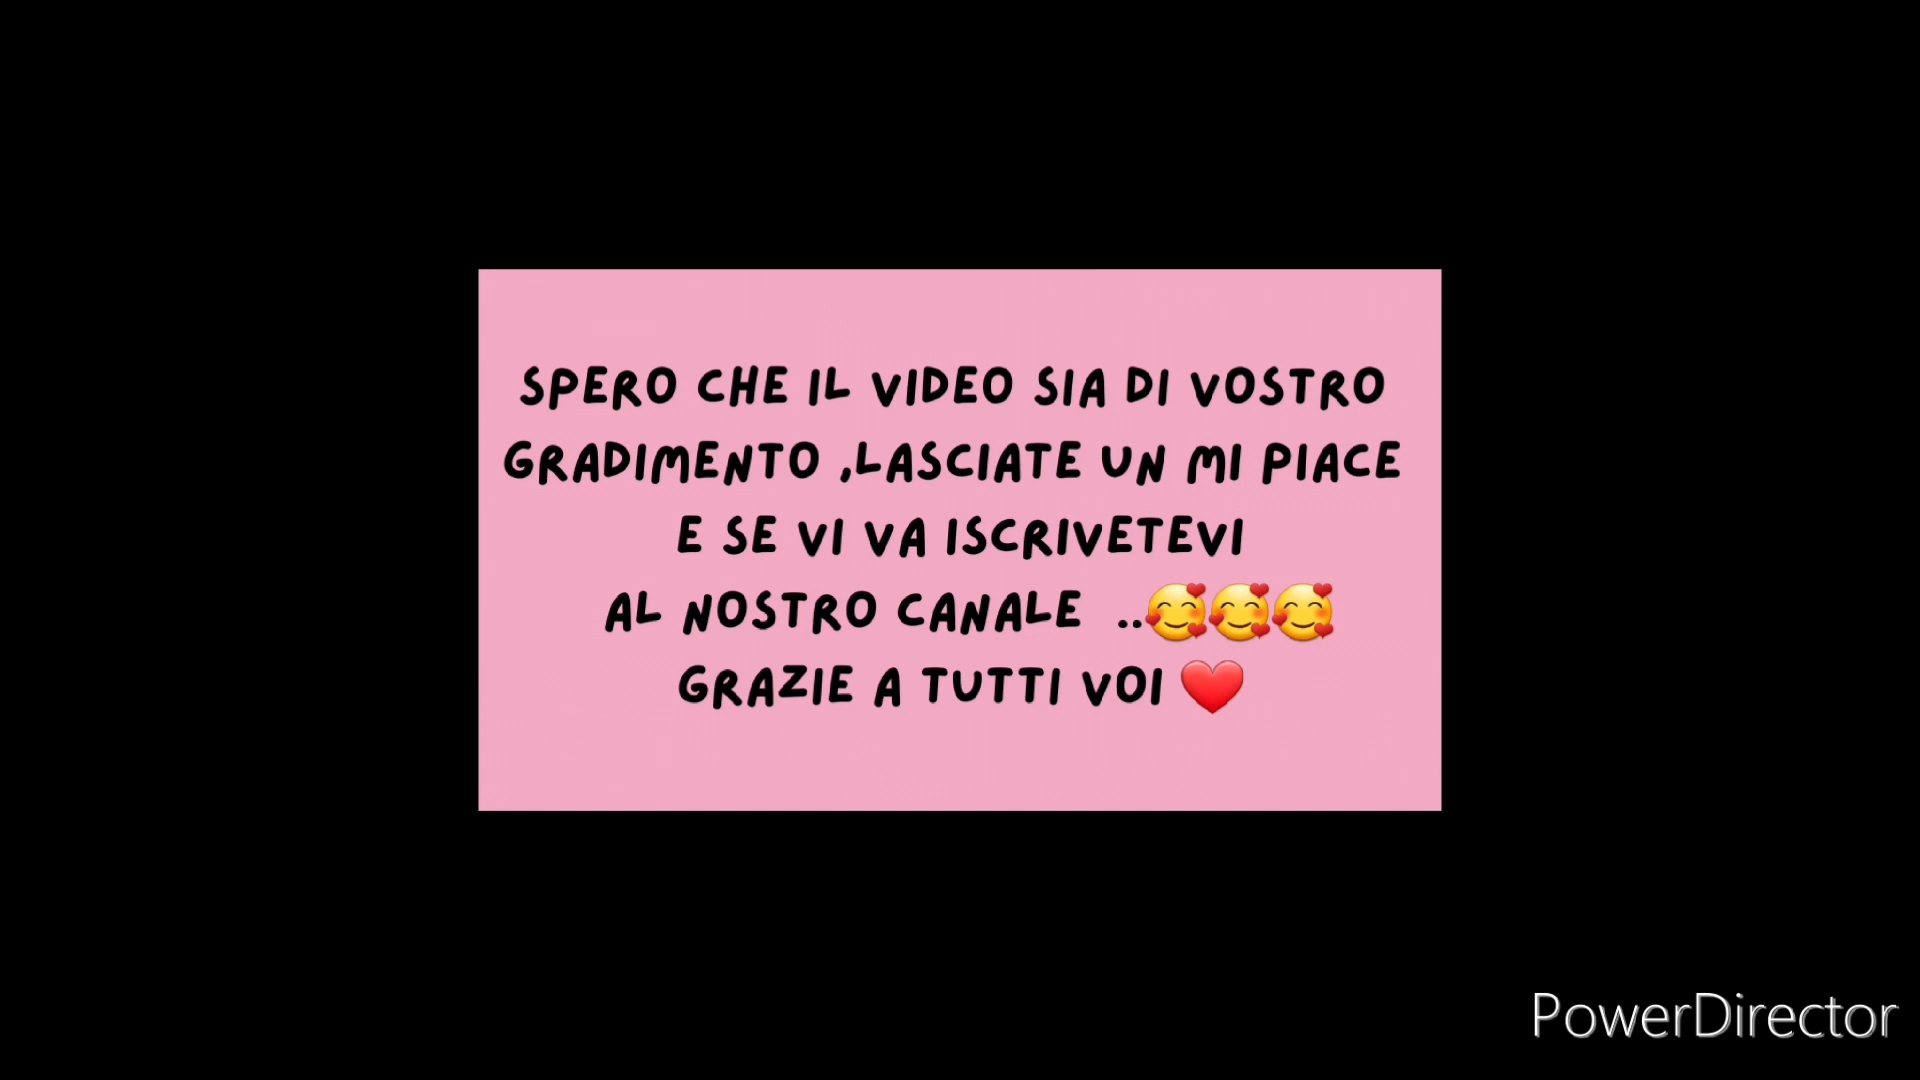 SPERO CHE IL VIDEO SIA DI VOSTRO
GRADIMENTO ,LASCIATE UN MI PIACE
E SE VI VA ISCRIVETEVI
AL NOSTRO CANALE  ..🥰🥰🥰
GRAZIE A TUTTI VOI ❤️
PowerDirector